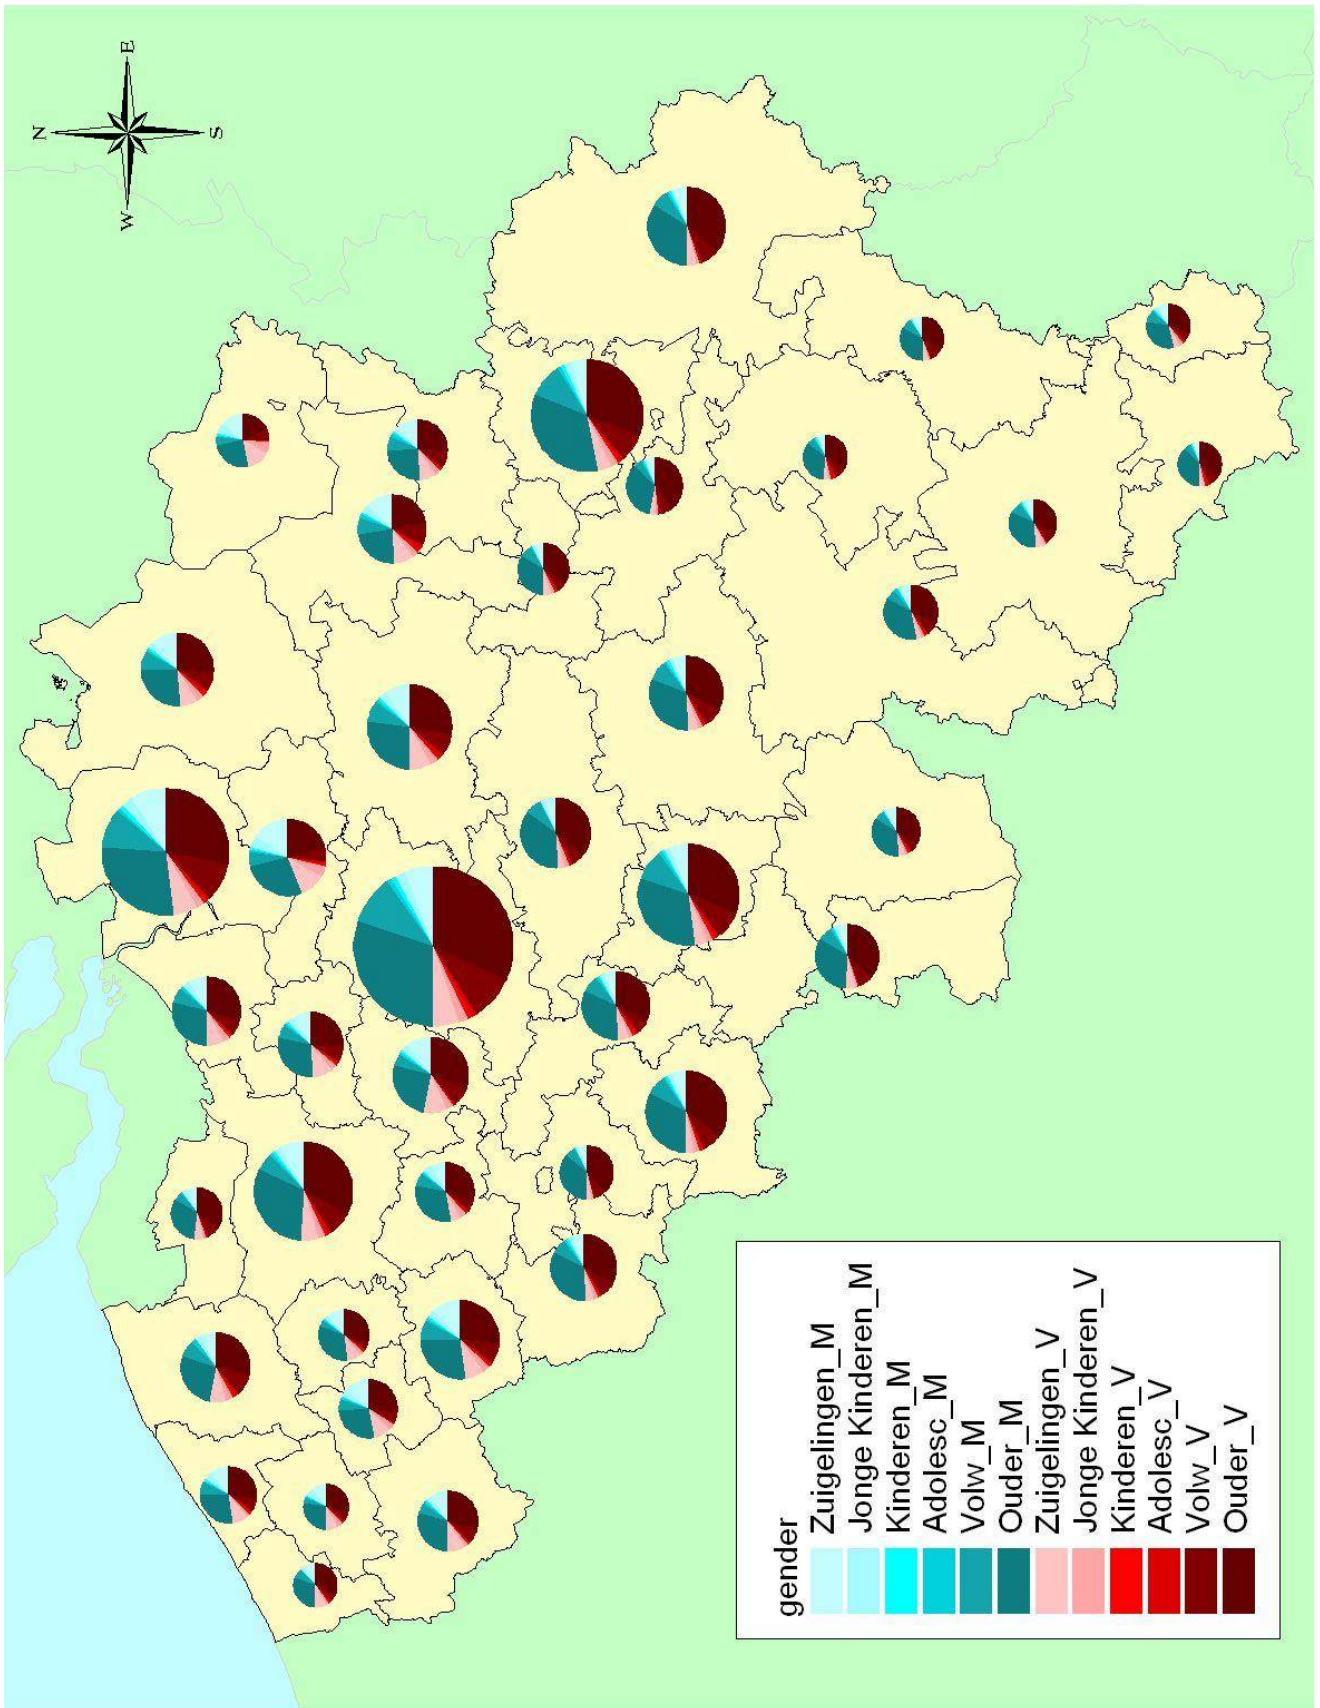 N
E
W
S
gender
Zuigelingen_M
Jonge Kinderen_M
Kinderen_M
Adolesc_M
Volw_M
Ouder_M
Zuigelingen_V
Jonge Kinderen_V
Kinderen_V
Adolesc_V
Volw_V
Ouder_V